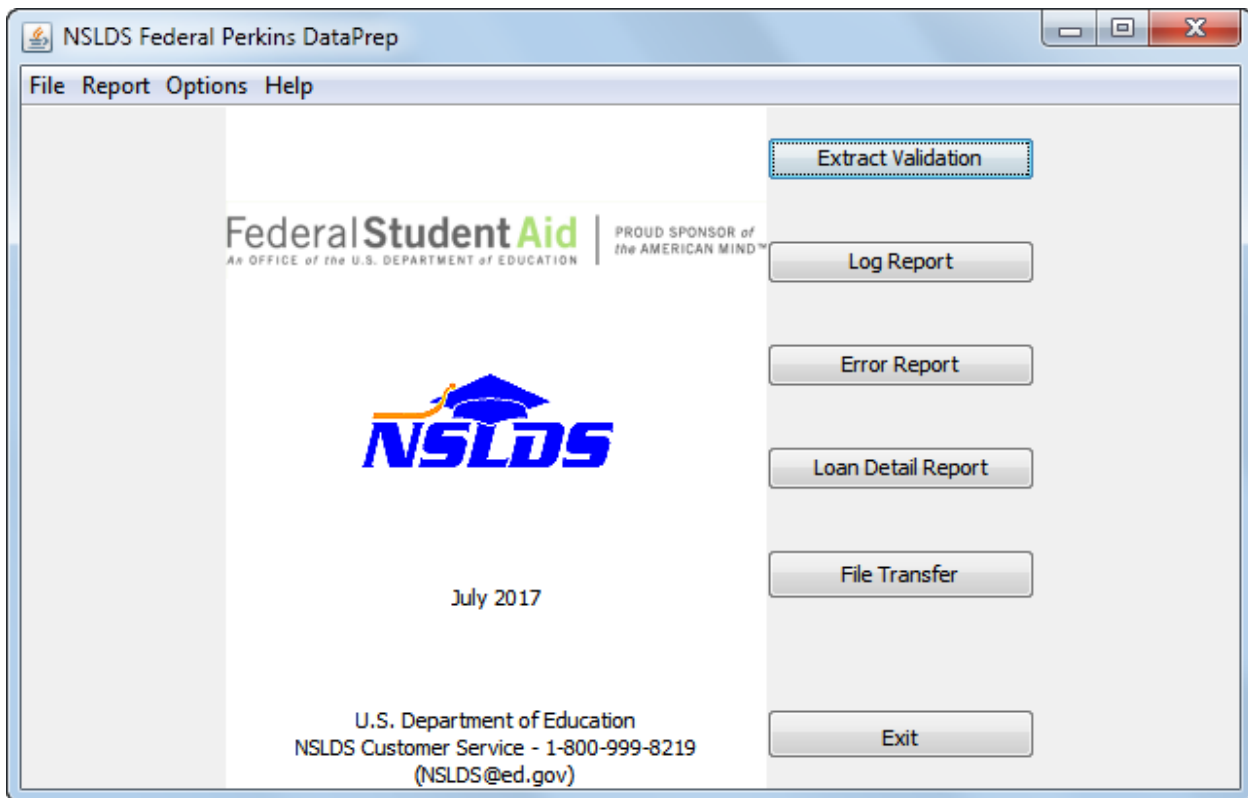 NSLDS Federal Perkins DataPrep
File Report Options Help
Extract Validation
Federal Student Aid
An OFFICE of the U.S. DEPARTMENT of EDUCATION
PROUD SPONSOR of
the AMERICAN MIND™
Log Report
Error Report
NSLDS
Loan Detail Report
File Transfer
July 2017
U.S. Department of Education
NSLDS Customer Service - 1-800-999-8219
(NSLDS@ed.gov)
Exit